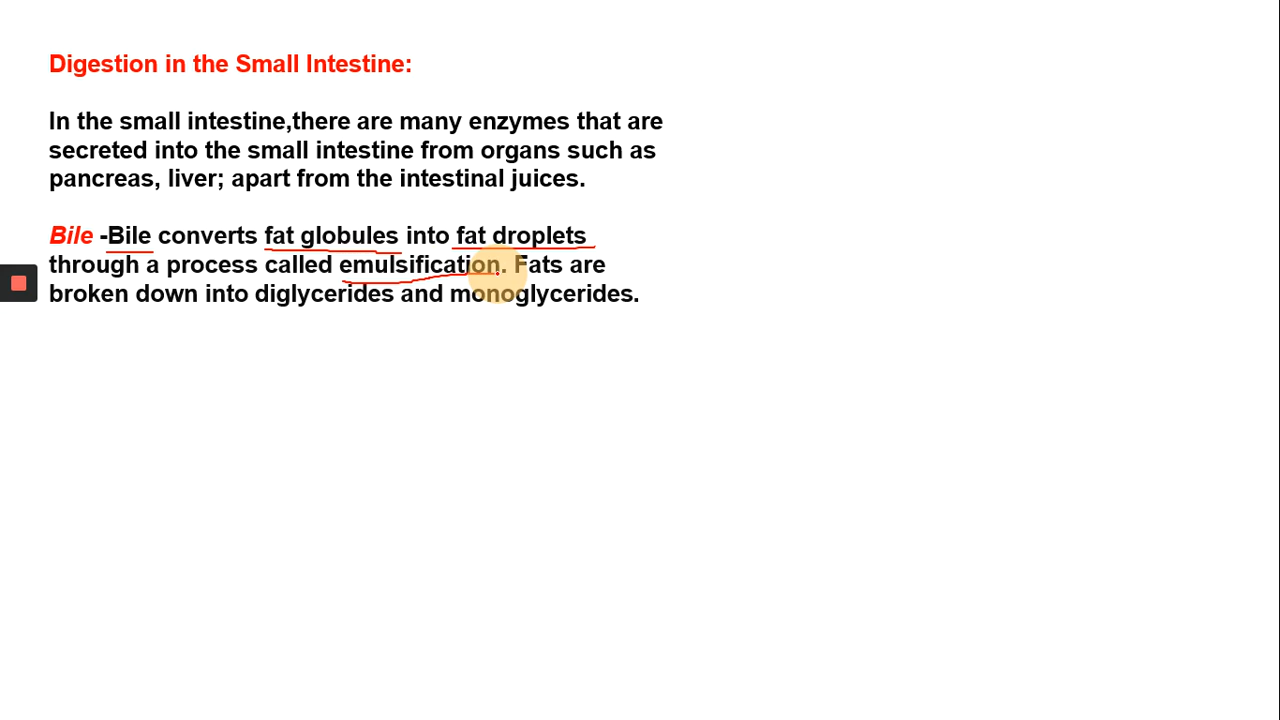 Digestion in the Small Intestine:
In the small intestine,there are many enzymes that are
secreted into the small intestine from organs such as
pancreas, liver; apart from the intestinal juices.
Bile -Bile converts fat globules into fat droplets
through a process called emulsification. Fats are
broken down into diglycerides and monoglycerides.